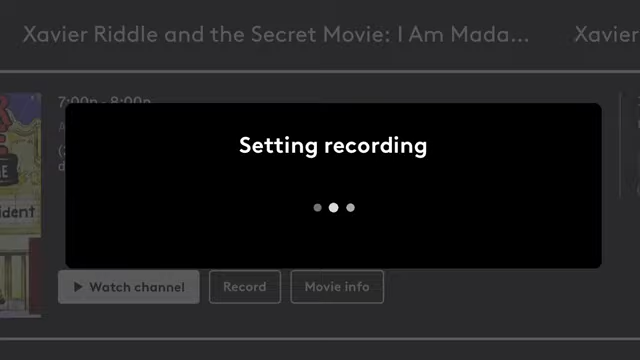 Xavier Riddle and the Secret Movie: I Am Mada...
Xavier
7:00p - 8:00p
Setting recording
ident
Watch channel
Record
Movie info